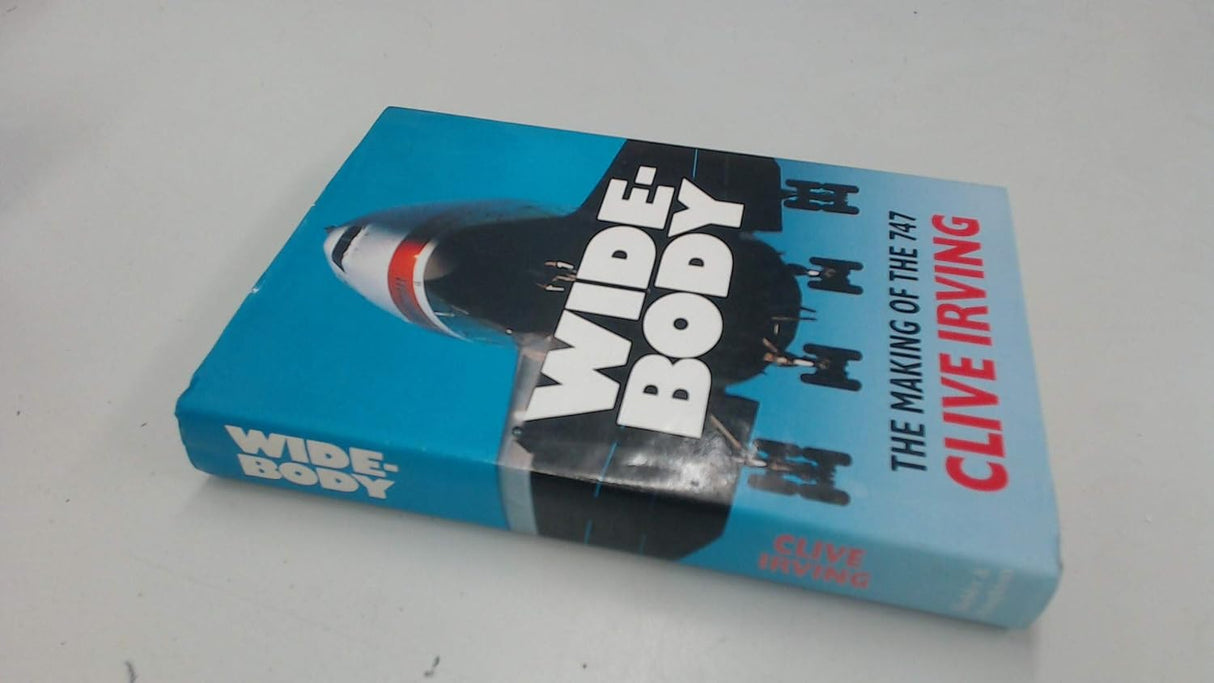 WIDE-
BODY
THE MAKING OF THE 747
CLIVE IRVING
WIDE-
BODY
CLIVE
IRVING